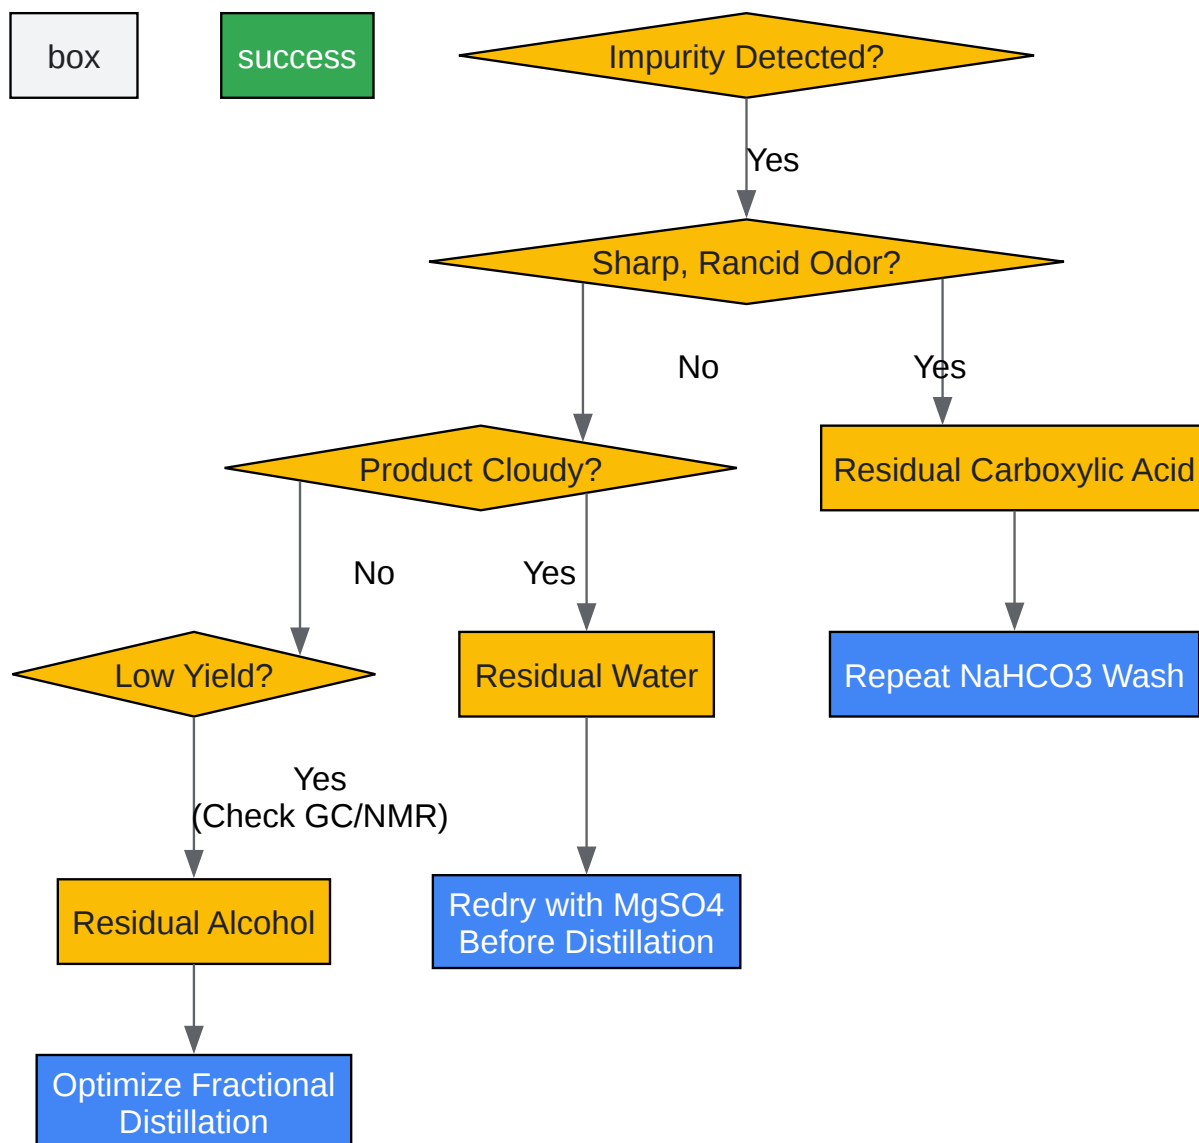 box
success
Impurity Detected?
Yes
Sharp, Rancid Odor?
No
Yes
Product Cloudy?
Residual Carboxylic Acid
No
Yes
Low Yield?
Residual Water
Repeat NaHCO3 Wash
Yes
(Check GC/NMR)
Residual Alcohol
Redry with MgSO4
Before Distillation
Optimize Fractional
Distillation